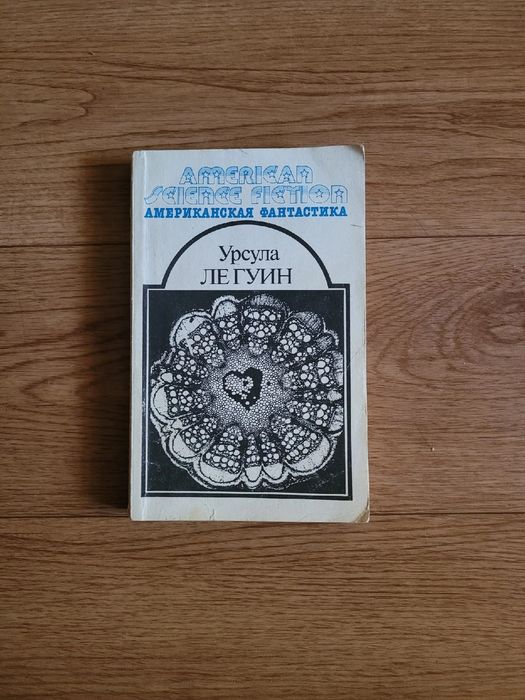 AMERICAN
SCIENCE FICTION
АМЕРИКАНСКАЯ ФАНТАСТИКА
Урсула
ЛЕ ГУИН